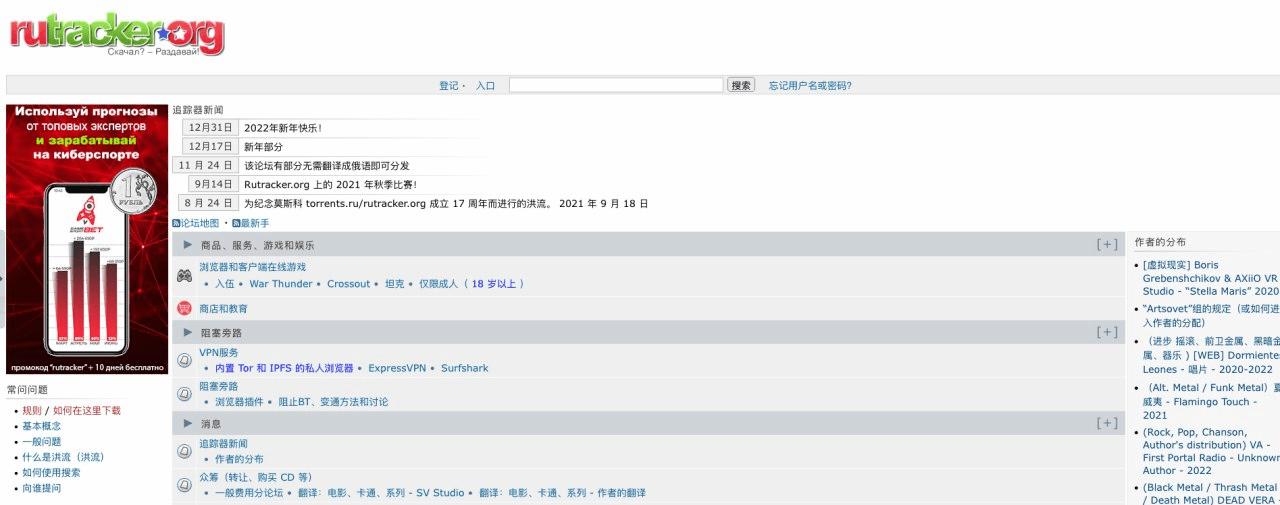 rutracker.org
Скачал? – Раздавай!
登记 · 入口 搜索 忘记用户名或密码?
Используй прогнозы
от топовых экспертов
и зарабатывай
на киберспорте
1
РУБЛЬ
BET
промокод "rutracker" + 10 дней бесплатно
常问问题
规则 / 如何在这里下载
基本概念
一般问题
什么是洪流（洪流）
如何使用搜索
向谁提问
追踪器新闻
12月31日 2022年新年快乐！
12月17日 新年部分
11 月 24 日 该论坛有部分无需翻译成俄语即可分发
9月14日 Rutracker.org 上的 2021 年秋季比赛！
8 月 24 日 为纪念莫斯科 torrents.ru/rutracker.org 成立 17 周年而进行的洪流。 2021 年 9 月 18 日
论坛地图 · 最新手
商品、服务、游戏和娱乐 [+]
浏览器和客户端在线游戏
• 入伍 • War Thunder • Crossout • 坦克 • 仅限成人（ 18 岁以上 ）
商店和教育
阻塞旁路 [+]
VPN服务
• 内置 Tor 和 IPFS 的私人浏览器 • ExpressVPN • Surfshark
阻塞旁路
• 浏览器插件 • 阻止BT、变通方法和讨论
消息 [+]
追踪器新闻
• 作者的分布
众筹（转让、购买 CD 等）
• 一般费用分论坛 • 翻译：电影、卡通、系列 - SV Studio • 翻译：电影、卡通、系列 - 作者的翻译
作者的分布
• [虚拟现实] Boris
Grebenshchikov & AXiiO VR
Studio - “Stella Maris” 2020
• “Artsovet”组的规定（或如何进
入作者的分配）
• （进步 摇滚、前卫金属、黑暗金
属、器乐 ) [WEB] Dormientes
Leones - 唱片 - 2020-2022
• （Alt. Metal / Funk Metal）夏
威夷 - Flamingo Touch -
2021
• (Rock, Pop, Chanson,
Author's distribution) VA -
First Portal Radio - Unknown
Author - 2022
• (Black Metal / Thrash Metal
/ Death Metal) DEAD VERA -